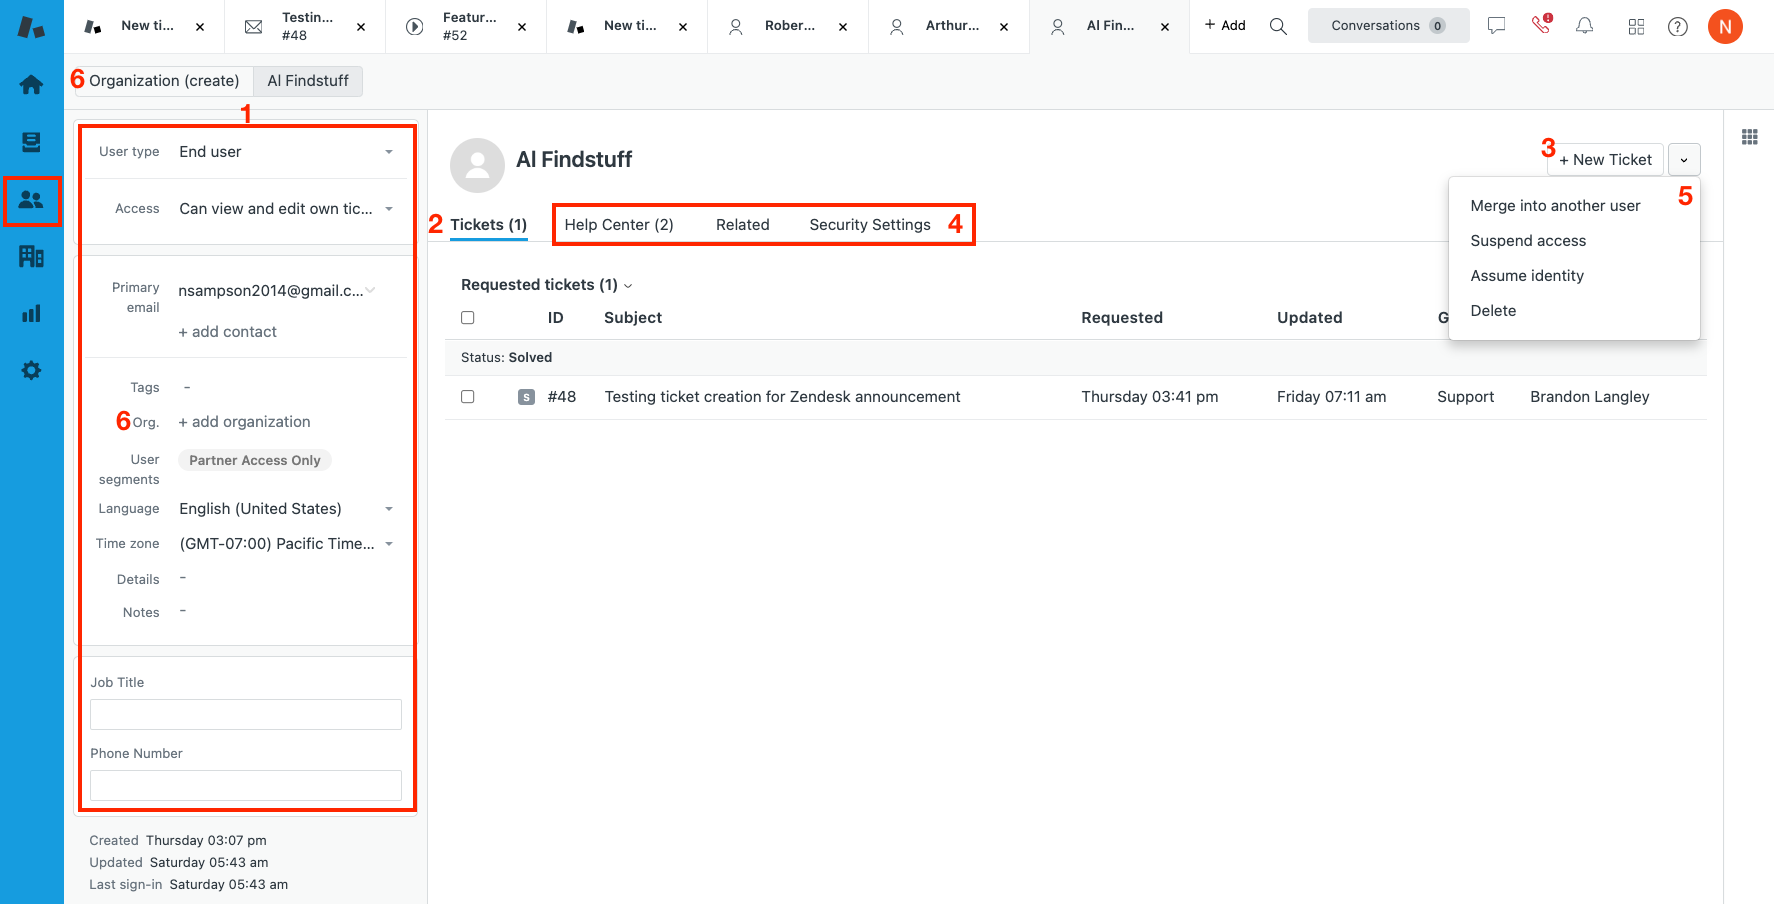 New ti...
Testin...
#48
Featur...
#52
New ti...
Rober...
Arthur...
Al Fin...
+ Add
Conversations 0
N
6 Organization (create)
Al Findstuff
1
User type End user
Access Can view and edit own tic...
Primary email nsampson2014@gmail.c...
+ add contact
Tags -
6 Org. + add organization
User segments Partner Access Only
Language English (United States)
Time zone (GMT-07:00) Pacific Time...
Details -
Notes -
Job Title
Phone Number
Created Thursday 03:07 pm
Updated Saturday 05:43 am
Last sign-in Saturday 05:43 am
Al Findstuff
3 + New Ticket
5
Merge into another user
Suspend access
Assume identity
Delete
2 Tickets (1) Help Center (2) Related Security Settings 4
Requested tickets (1)
ID Subject Requested Updated G
Status: Solved
S #48 Testing ticket creation for Zendesk announcement Thursday 03:41 pm Friday 07:11 am Support Brandon Langley